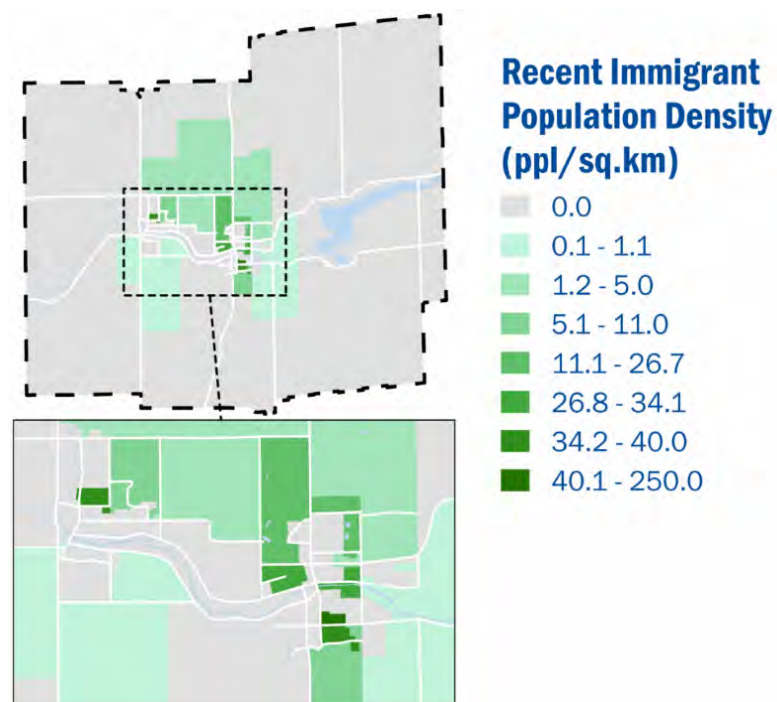 Recent Immigrant
Population Density
(ppl/sq.km)
0.0
0.1 - 1.1
1.2 - 5.0
5.1 - 11.0
11.1 - 26.7
26.8 - 34.1
34.2 - 40.0
40.1 - 250.0